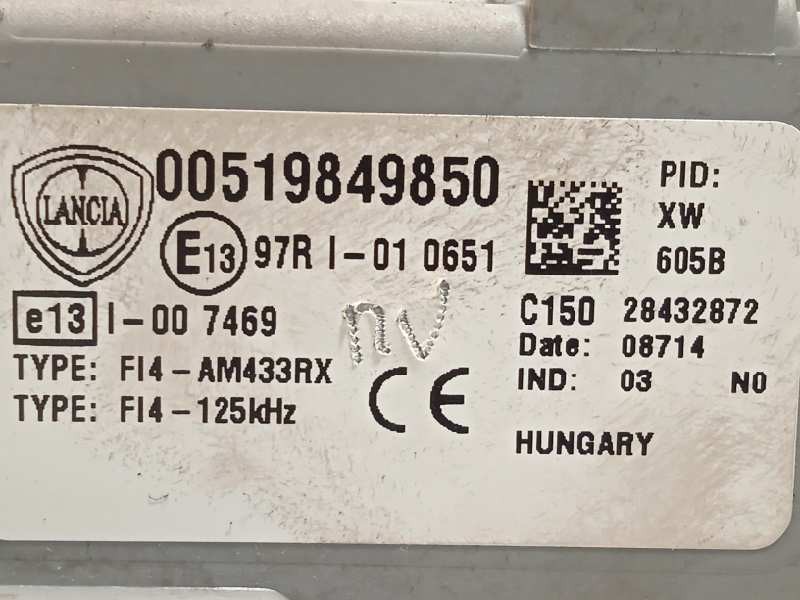 LANCIA
00519849850
E13 97R I-01 0651
e13 I-00 7469
TYPE: FI4-AM433RX
TYPE: FI4-125kHz
nv
CE
PID:
XW
605B
C150 28432872
Date: 08714
IND: 03 N0
HUNGARY